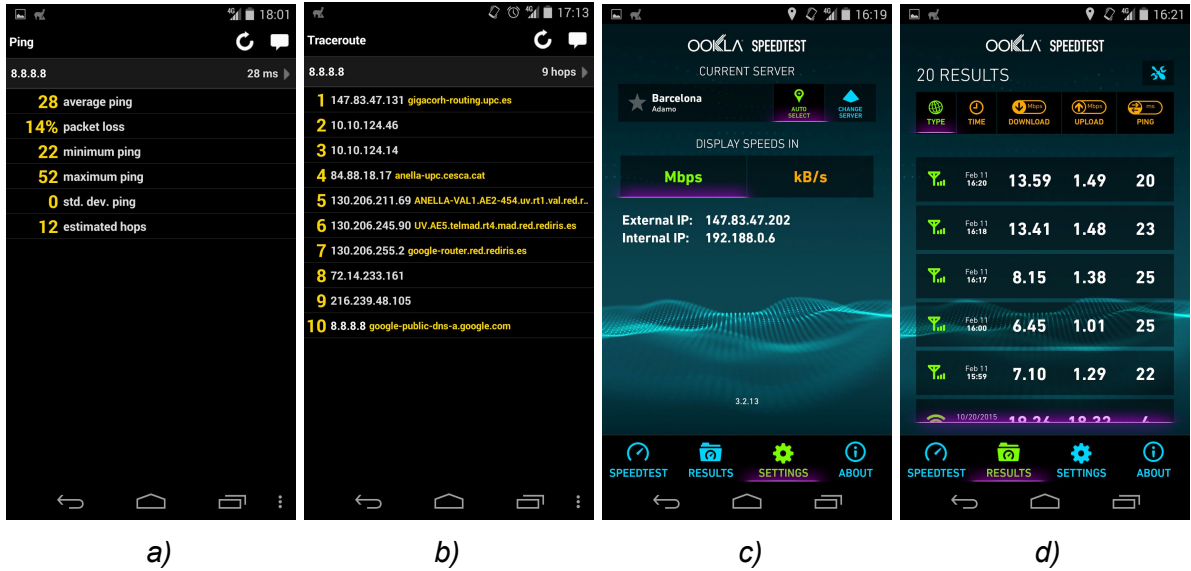 4G 18:01
Ping
8.8.8.8 28 ms
28 average ping
14% packet loss
22 minimum ping
52 maximum ping
0 std. dev. ping
12 estimated hops
a)
4G 17:13
Traceroute
8.8.8.8 9 hops
1 147.83.47.131 gigacorh-routing.upc.es
2 10.10.124.46
3 10.10.124.14
4 84.88.18.17 anella-upc.cesca.cat
5 130.206.211.69 ANELLA-VAL1.AE2-454.uv.rt1.val.red.r..
6 130.206.245.90 UV.AE5.telmad.rt4.mad.red.rediris.es
7 130.206.255.2 google-router.red.rediris.es
8 72.14.233.161
9 216.239.48.105
10 8.8.8.8 google-public-dns-a.google.com
b)
4G 16:19
OOKLA SPEEDTEST
CURRENT SERVER
Barcelona
Adamo
AUTO SELECT
CHANGE SERVER
DISPLAY SPEEDS IN
Mbps kB/s
External IP: 147.83.47.202
Internal IP: 192.188.0.6
3.2.13
SPEEDTEST RESULTS SETTINGS ABOUT
c)
4G 16:21
OOKLA SPEEDTEST
20 RESULTS
Mbps Mbps ms
TYPE TIME DOWNLOAD UPLOAD PING
Feb 11 16:20 13.59 1.49 20
Feb 11 16:18 13.41 1.48 23
Feb 11 16:17 8.15 1.38 25
Feb 11 16:00 6.45 1.01 25
Feb 11 15:59 7.10 1.29 22
10/20/2015
SPEEDTEST RESULTS SETTINGS ABOUT
d)